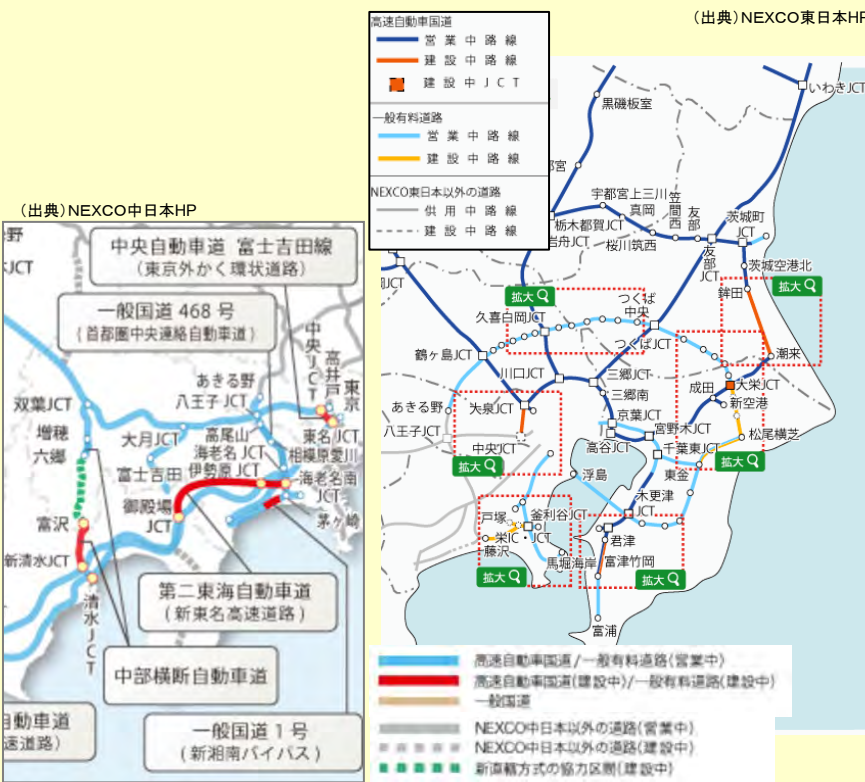 （出典）NEXCO東日本HP
高速自動車国道
営業中路線
建設中路線
建設中JCT
一般有料道路
営業中路線
建設中路線
NEXCO東日本以外の道路
供用中路線
建設中路線
いわきJCT
黒磯板室
都宮
宇都宮上三川
真岡
笠間西
友部
茨城町JCT
栃木都賀JCT
岩舟JCT
桜川筑西
友部JCT
茨城空港北
鉾田
拡大
拡大
つくば中央
久喜白岡JCT
つくばJCT
鶴ヶ島JCT
潮来
川口JCT
三郷JCT
三郷南
成田
大栄JCT
新空港
あきる野
大泉JCT
京葉JCT
八王子JCT
宮野木JCT
松尾横芝
中央JCT
高谷JCT
千葉東JCT
拡大
拡大
浮島
東金
木更津JCT
戸塚
釜利谷JCT
栄IC・JCT
藤沢
君津
馬堀海岸
富津竹岡
拡大
拡大
富浦
（出典）NEXCO中日本HP
中央自動車道 富士吉田線
（東京外かく環状道路）
一般国道 468 号
（首都圏中央連絡自動車道）
中央JCT
高井戸
東京
双葉JCT
あきる野
八王子JCT
増穂
六郷
大月JCT
高尾山
東名JCT
海老名JCT
相模原愛川
富士吉田
伊勢原JCT
海老名南JCT
御殿場JCT
富沢
茅ヶ崎
新清水JCT
清水JCT
第二東海自動車道
（新東名高速道路）
中部横断自動車道
自動車道
速道路）
一般国道1号
（新湘南バイパス）
高速自動車国道/一般有料道路(営業中)
高速自動車国道(建設中)/一般有料道路(建設中)
一般国道
NEXCO中日本以外の道路(営業中)
NEXCO中日本以外の道路(建設中)
新直轄方式の協力区間(建設中)